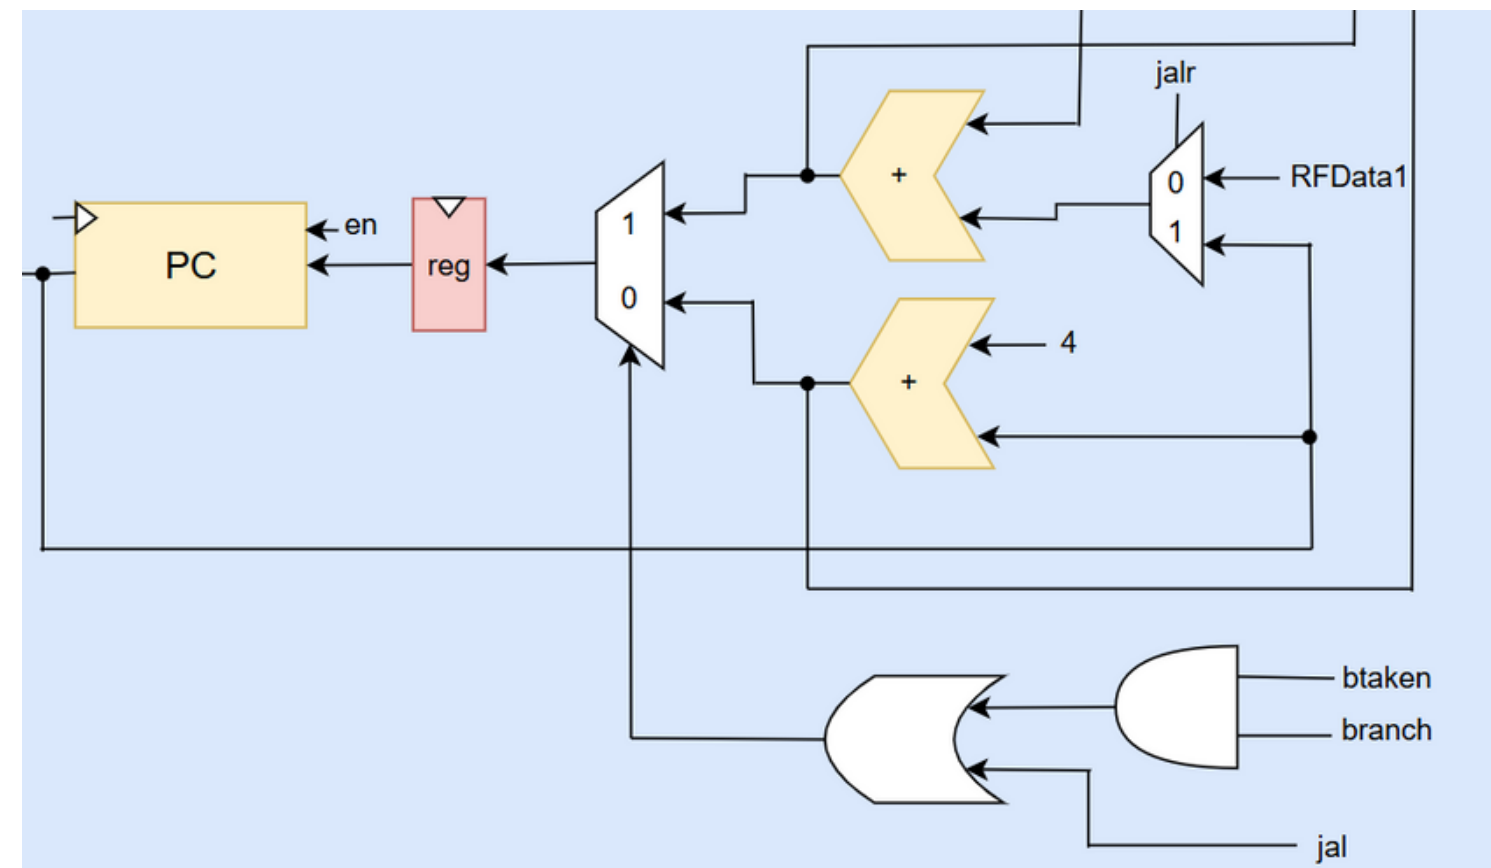 jalr
+
0
RFData1
1
en
1
PC
reg
0
4
+
btaken
branch
jal